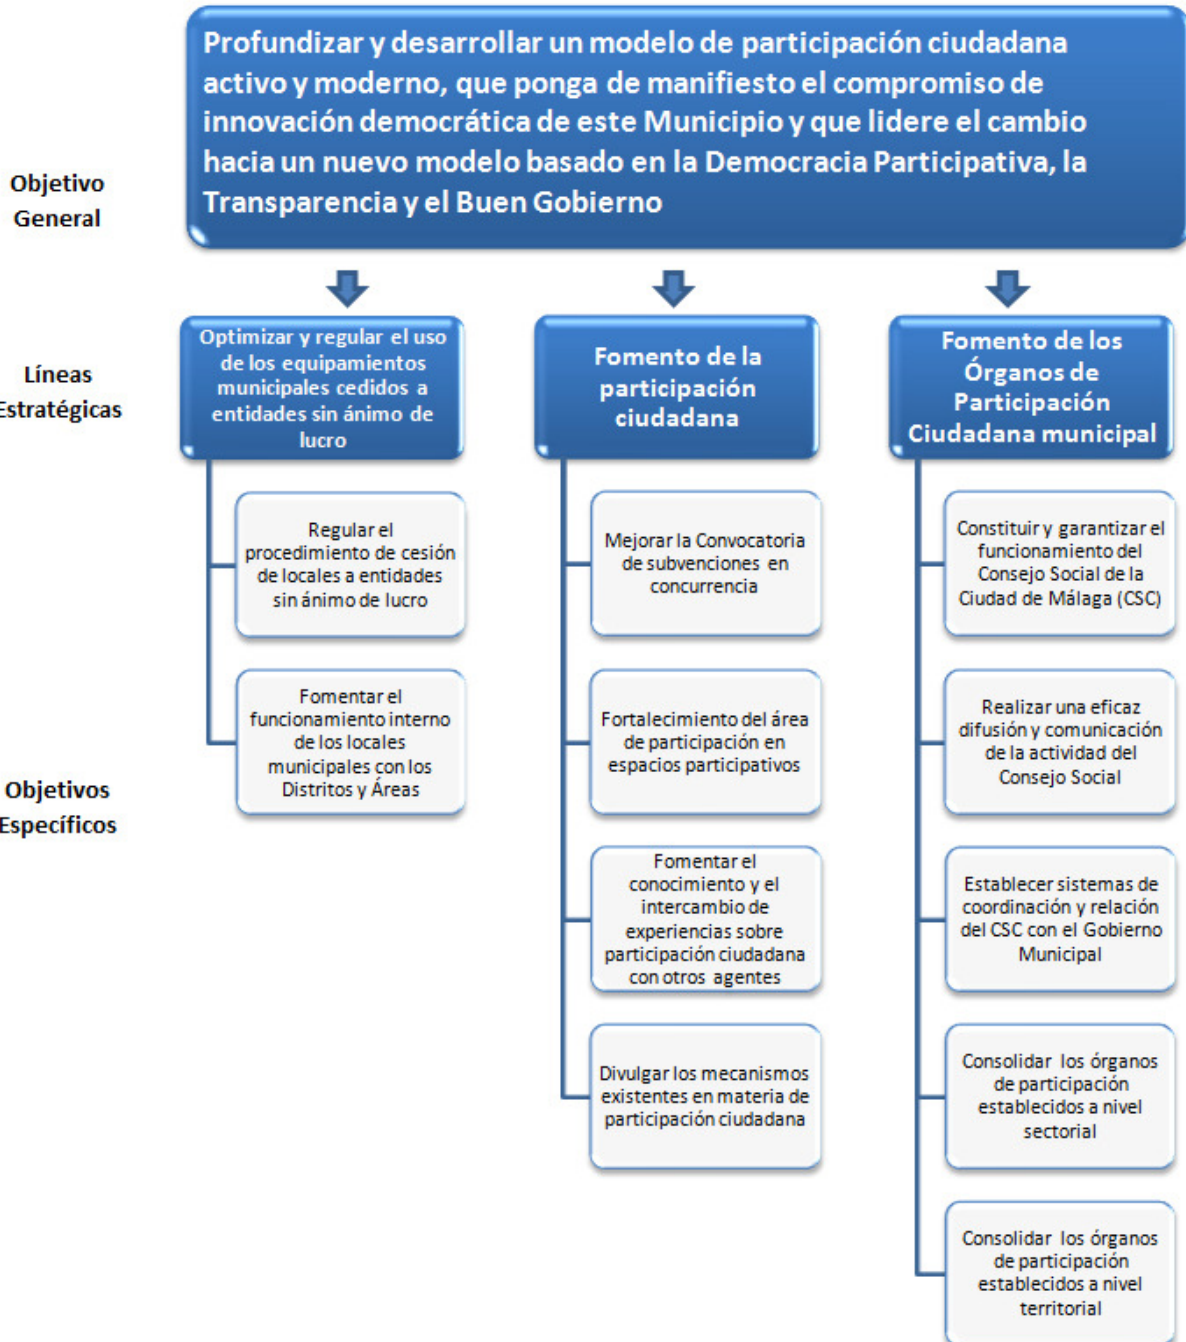 Profundizar y desarrollar un modelo de participación ciudadana
activo y moderno, que ponga de manifiesto el compromiso de
innovación democrática de este Municipio y que lidere el cambio
hacia un nuevo modelo basado en la Democracia Participativa, la
Transparencia y el Buen Gobierno
Objetivo
General
Líneas
Estratégicas
Optimizar y regular el uso
de los equipamientos
municipales cedidos a
entidades sin ánimo de
lucro
Fomento de la
participación
ciudadana
Fomento de los
Órganos de
Participación
Ciudadana municipal
Objetivos
Específicos
Regular el
procedimiento de cesión
de locales a entidades
sin ánimo de lucro
Fomentar el
funcionamiento interno
de los locales
municipales con los
Distritos y Áreas
Mejorar la Convocatoria
de subvenciones en
concurrencia
Fortalecimiento del área
de participación en
espacios participativos
Fomentar el
conocimiento y el
intercambio de
experiencias sobre
participación ciudadana
con otros agentes
Divulgar los mecanismos
existentes en materia de
participación ciudadana
Constituir y garantizar el
funcionamiento del
Consejo Social de la
Ciudad de Málaga (CSC)
Realizar una eficaz
difusión y comunicación
de la actividad del
Consejo Social
Establecer sistemas de
coordinación y relación
del CSC con el Gobierno
Municipal
Consolidar los órganos
de participación
establecidos a nivel
sectorial
Consolidar los órganos
de participación
establecidos a nivel
territorial